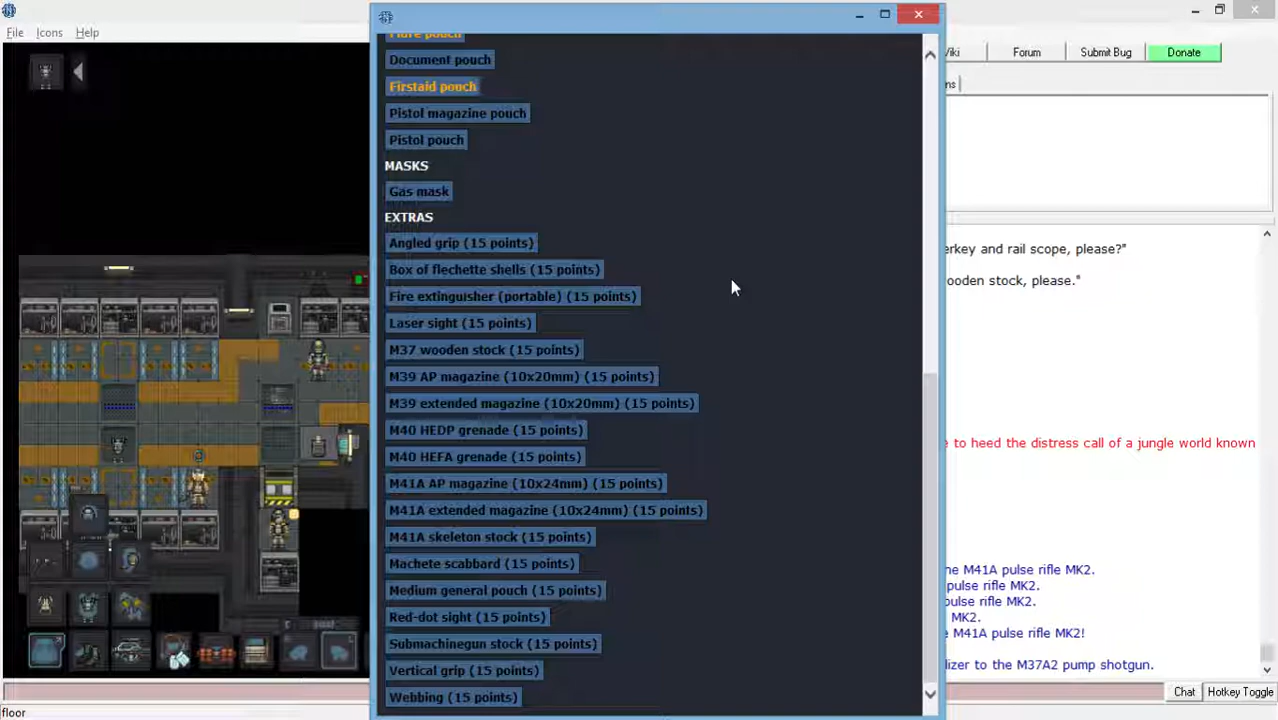 File Icons Help
Flare pouch
Document pouch
Firstaid pouch
Pistol magazine pouch
Pistol pouch
MASKS
Gas mask
EXTRAS
Angled grip (15 points)
Box of flechette shells (15 points)
Fire extinguisher (portable) (15 points)
Laser sight (15 points)
M37 wooden stock (15 points)
M39 AP magazine (10x20mm) (15 points)
M39 extended magazine (10x20mm) (15 points)
M40 HEDP grenade (15 points)
M40 HEFA grenade (15 points)
M41A AP magazine (10x24mm) (15 points)
M41A extended magazine (10x24mm) (15 points)
M41A skeleton stock (15 points)
Machete scabbard (15 points)
Medium general pouch (15 points)
Red-dot sight (15 points)
Submachinegun stock (15 points)
Vertical grip (15 points)
Webbing (15 points)
Forum Submit Bug Donate
erkey and rail scope, please?"
ooden stock, please."
e to heed the distress call of a jungle world known
ne M41A pulse rifle MK2.
pulse rifle MK2.
oulse rifle MK2.
MK2.
e M41A pulse rifle MK2!
lizer to the M37A2 pump shotgun.
Chat Hotkey Toggle
floor